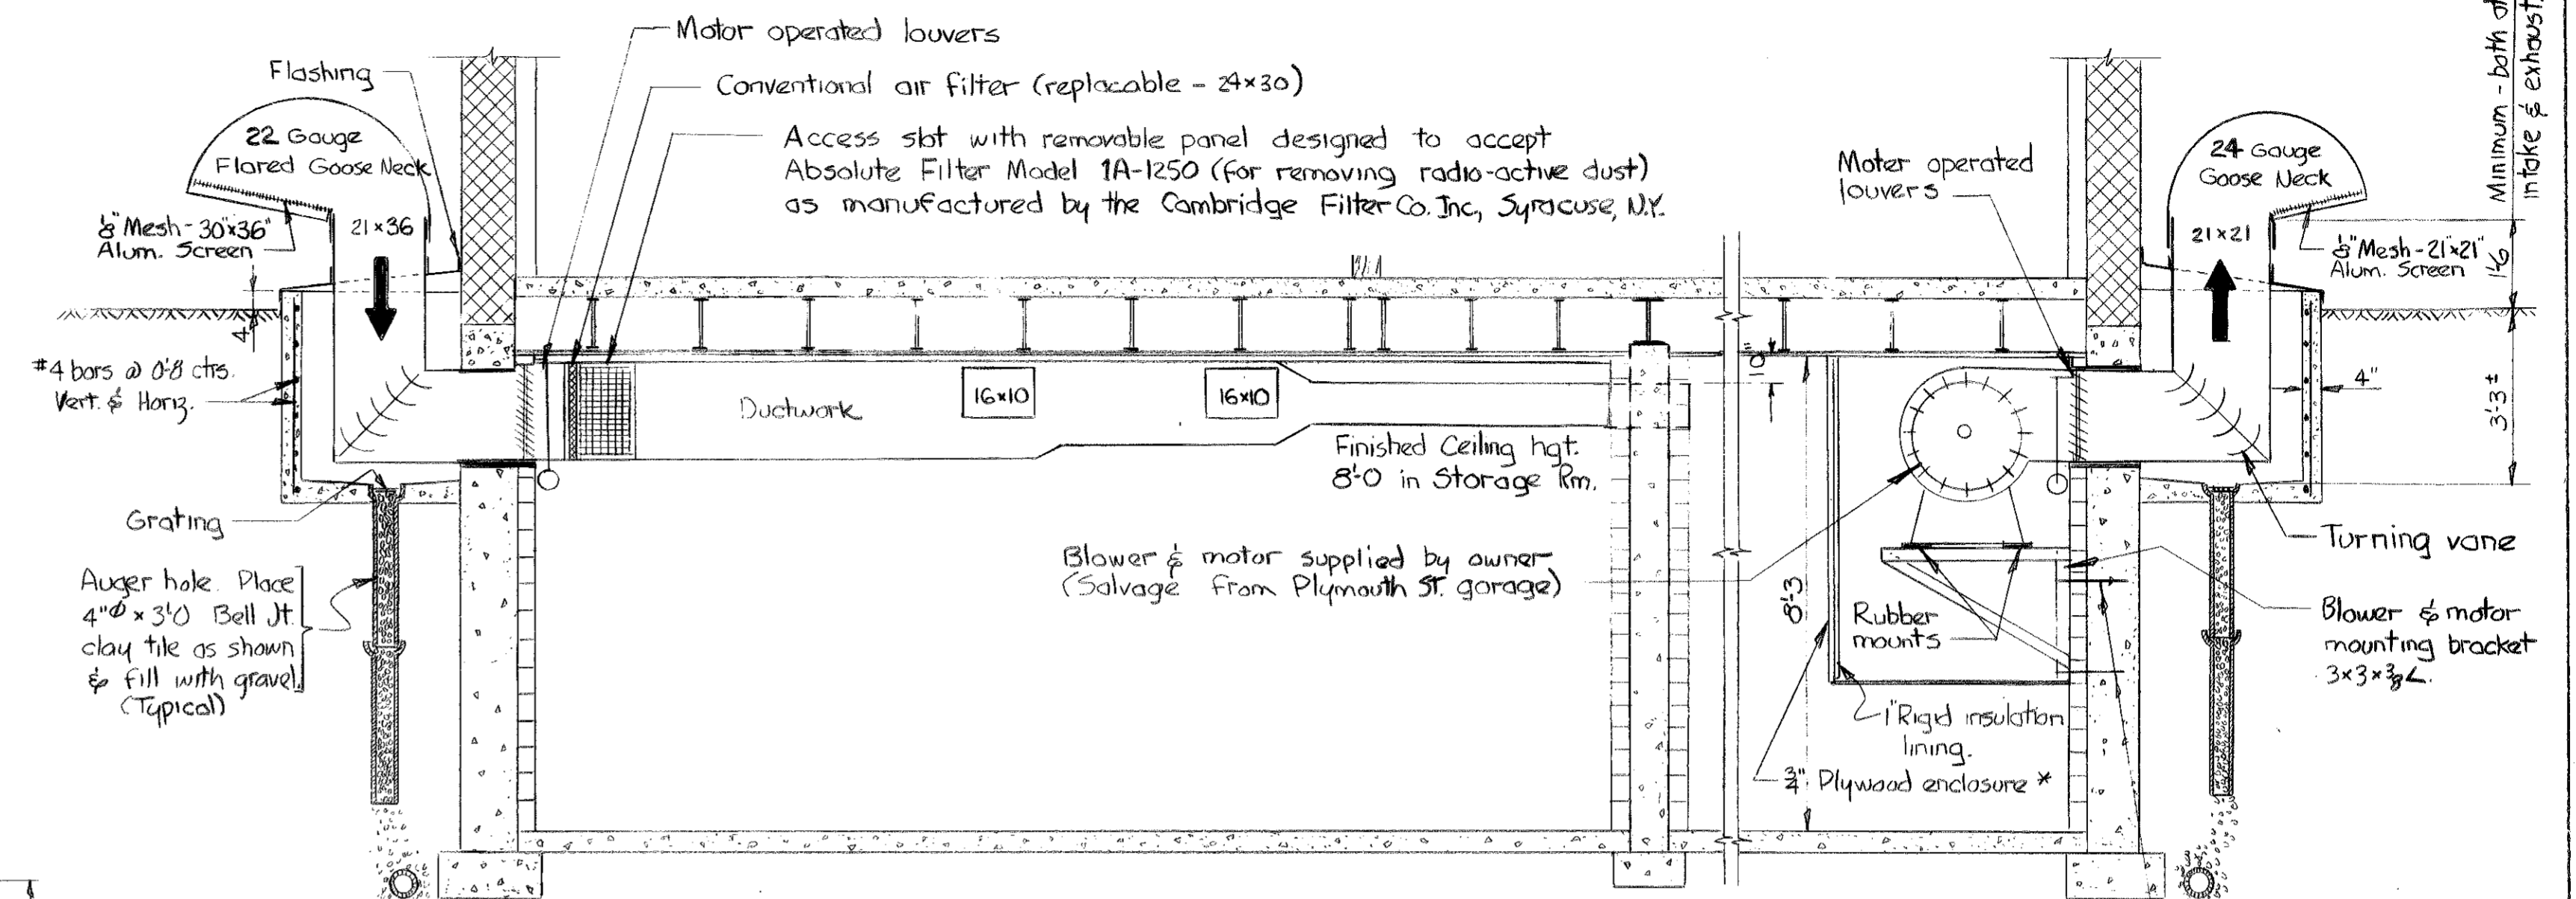 Motor operated louvers
Flashing
Conventional air filter (replacable - 24×30)
22 Gauge
Flared Goose Neck
Access slot with removable panel designed to accept
Absolute Filter Model 1A-1250 (for removing radio-active dust)
as manufactured by the Cambridge Filter Co. Inc, Syracuse, N.Y.
⅛" Mesh - 30"x36"
Alum. Screen
21×36
Moter operated
louvers
24 Gauge
Goose Neck
21×21
⅛" Mesh - 21"x21"
Alum. Screen
Minimum - both at
intake & exhaust.
1'-6
4
#4 bars @ 0'-8 ctrs.
Vert. & Horiz.
Ductwork
16×10
16×10
10"
4"
3'-3 ±
Finished Ceiling hgt.
8'-0 in Storage Rm.
Grating
Auger hole. Place
4"Ø × 3'-0 Bell Jt.
clay tile as shown
& fill with gravel.
(Typical)
Blower & motor supplied by owner
(Salvage from Plymouth St. garage)
8'-3
Rubber
mounts
Turning vane
Blower & motor
mounting bracket
3×3×⅜ L.
1" Rigid insulation
lining.
¾" Plywood enclosure *